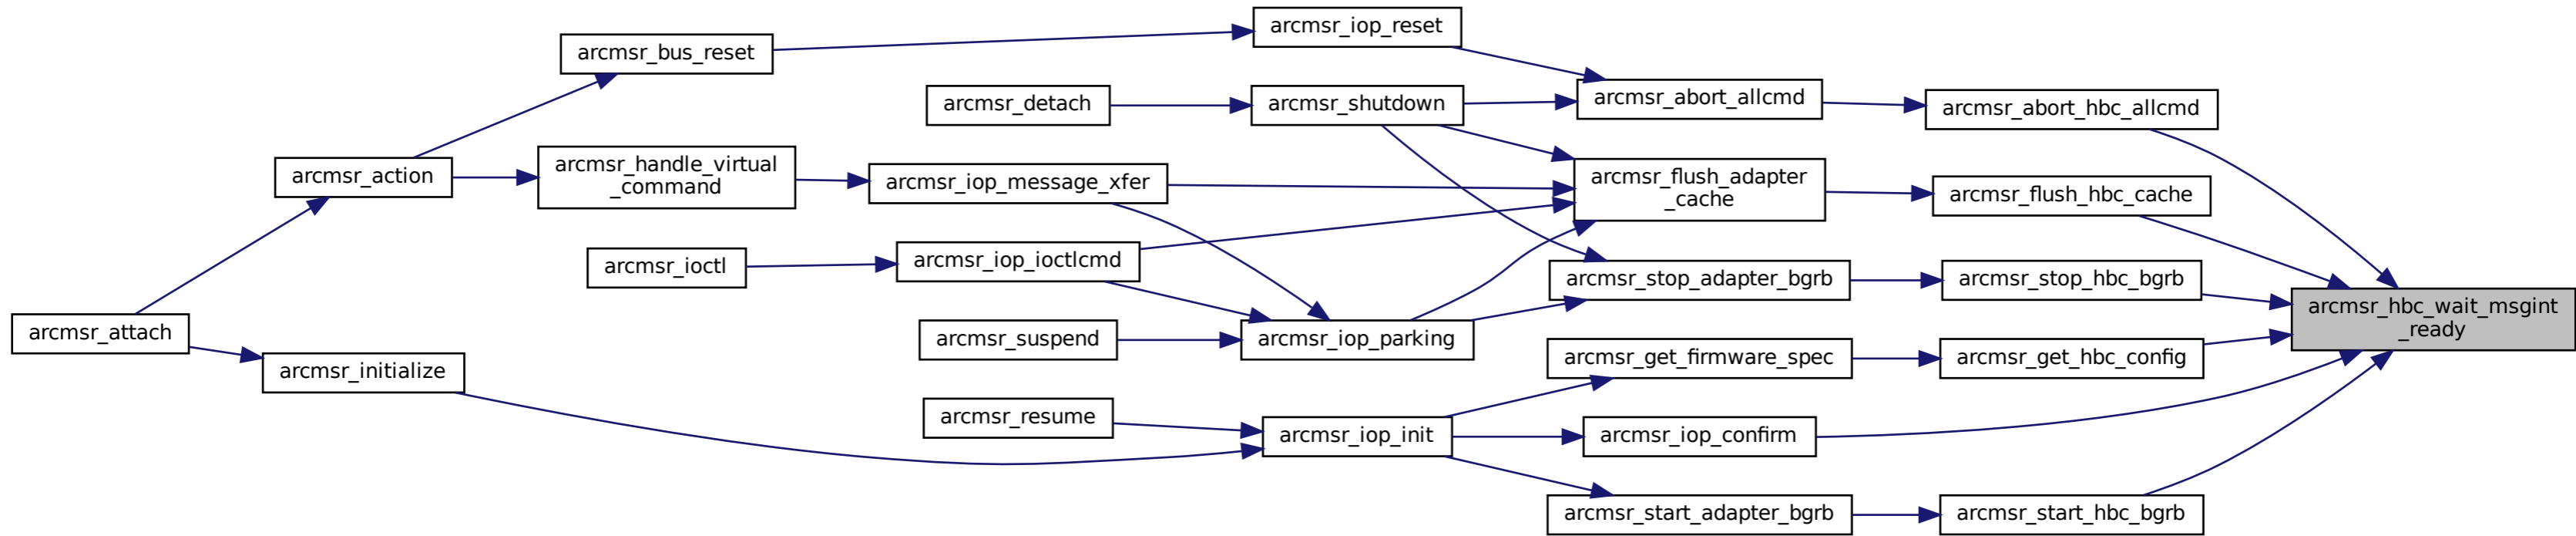 arcmsr_iop_reset
arcmsr_bus_reset
arcmsr_detach
arcmsr_shutdown
arcmsr_abort_allcmd
arcmsr_abort_hbc_allcmd
arcmsr_action
arcmsr_handle_virtual
_command
arcmsr_iop_message_xfer
arcmsr_flush_adapter
_cache
arcmsr_flush_hbc_cache
arcmsr_ioctl
arcmsr_iop_ioctlcmd
arcmsr_stop_adapter_bgrb
arcmsr_stop_hbc_bgrb
arcmsr_hbc_wait_msgint
_ready
arcmsr_attach
arcmsr_suspend
arcmsr_iop_parking
arcmsr_initialize
arcmsr_get_firmware_spec
arcmsr_get_hbc_config
arcmsr_resume
arcmsr_iop_init
arcmsr_iop_confirm
arcmsr_start_adapter_bgrb
arcmsr_start_hbc_bgrb